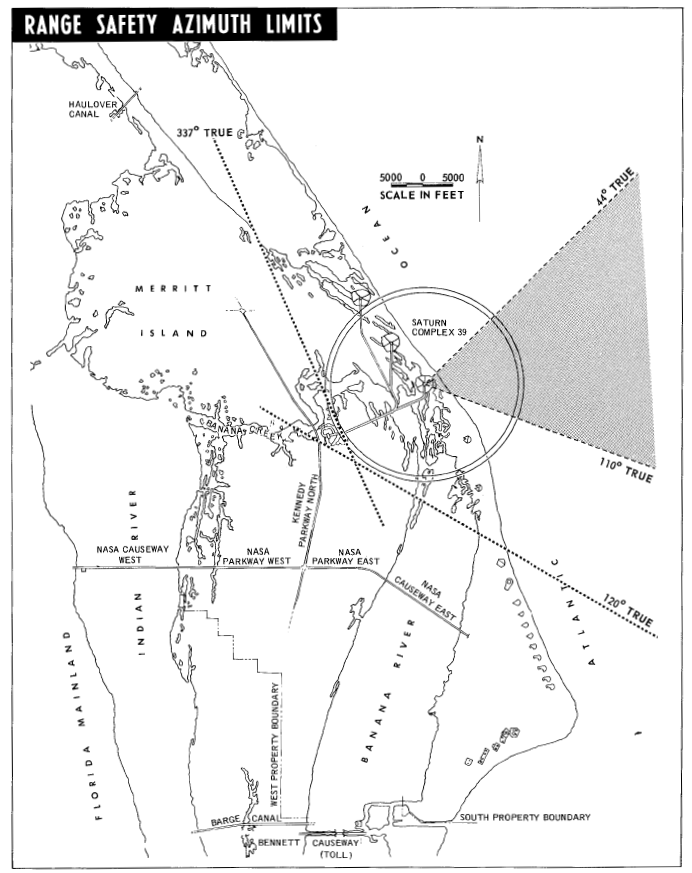 RANGE SAFETY AZIMUTH LIMITS
HAULOVER
CANAL
337° TRUE
N
5000 0 5000
SCALE IN FEET
44° TRUE
OCEAN
MERRITT
ISLAND
SATURN
COMPLEX 39
BANANA CREEK
110° TRUE
KENNEDY
PARKWAY NORTH
RIVER
NASA CAUSEWAY
WEST
NASA
PARKWAY WEST
NASA
PARKWAY EAST
NASA
CAUSEWAY EAST
INDIAN
120° TRUE
ATLANTIC
FLORIDA MAINLAND
BANANA RIVER
WEST PROPERTY BOUNDARY
BARGE CANAL
SOUTH PROPERTY BOUNDARY
BENNETT CAUSEWAY
(TOLL)